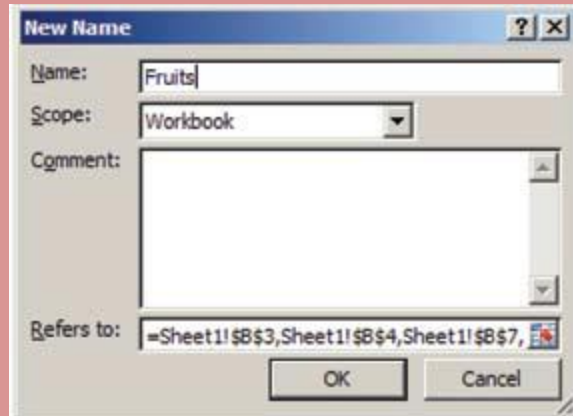 New Name
Name: Fruits
Scope: Workbook
Comment:
Refers to: =Sheet1!$B$3,Sheet1!$B$4,Sheet1!$B$7,
OK Cancel